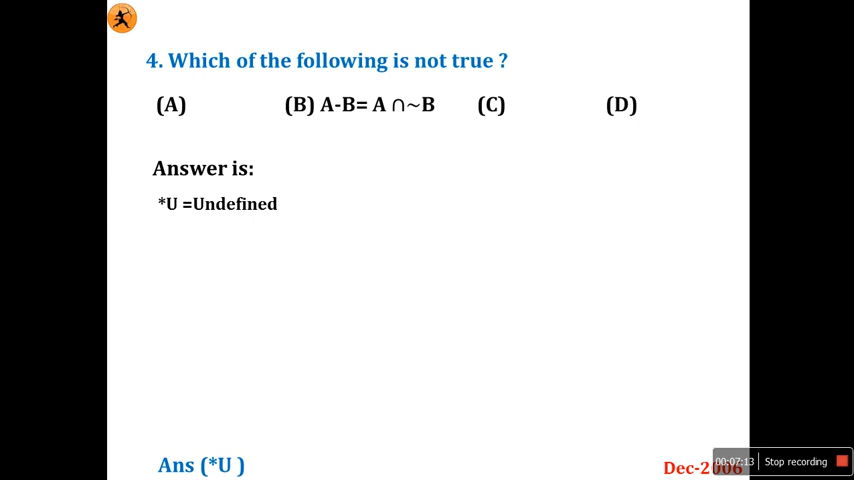 4. Which of the following is not true ?
(A) (B) A-B= A ∩~B (C) (D)
Answer is:
*U =Undefined
Ans (*U )
Dec-2006
00:07:13 Stop recording